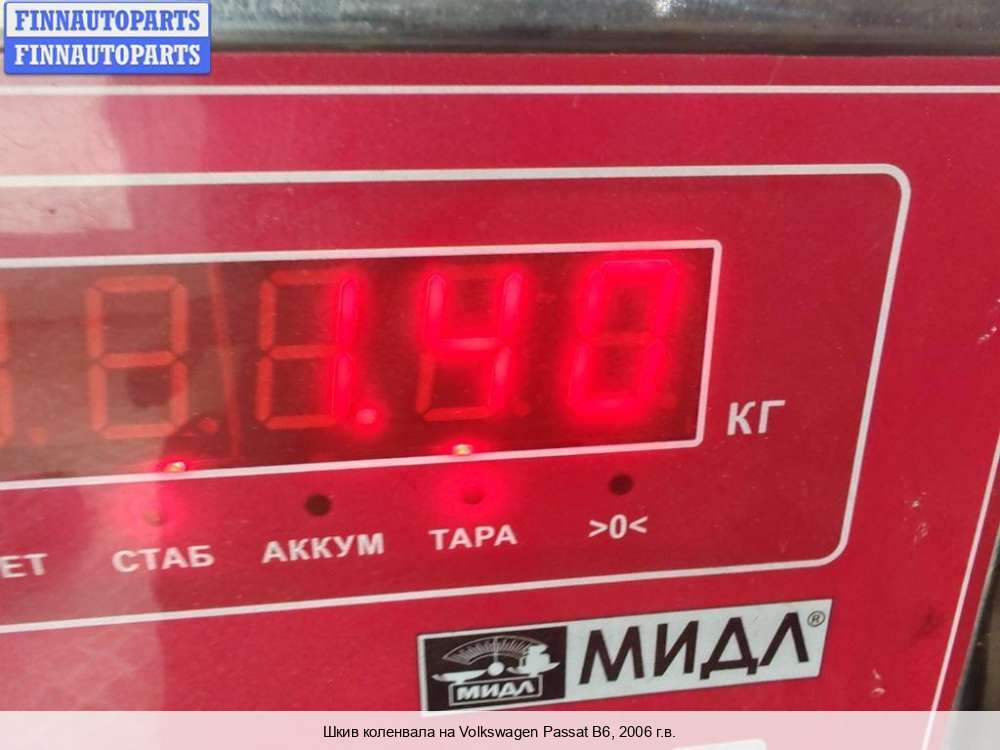 FINNAUTOPARTS
FINNAUTOPARTS
1.40
КГ
СТАБ АККУМ ТАРА >0<
МИДЛ
МИДЛ®
Шкив коленвала на Volkswagen Passat B6, 2006 г.в.